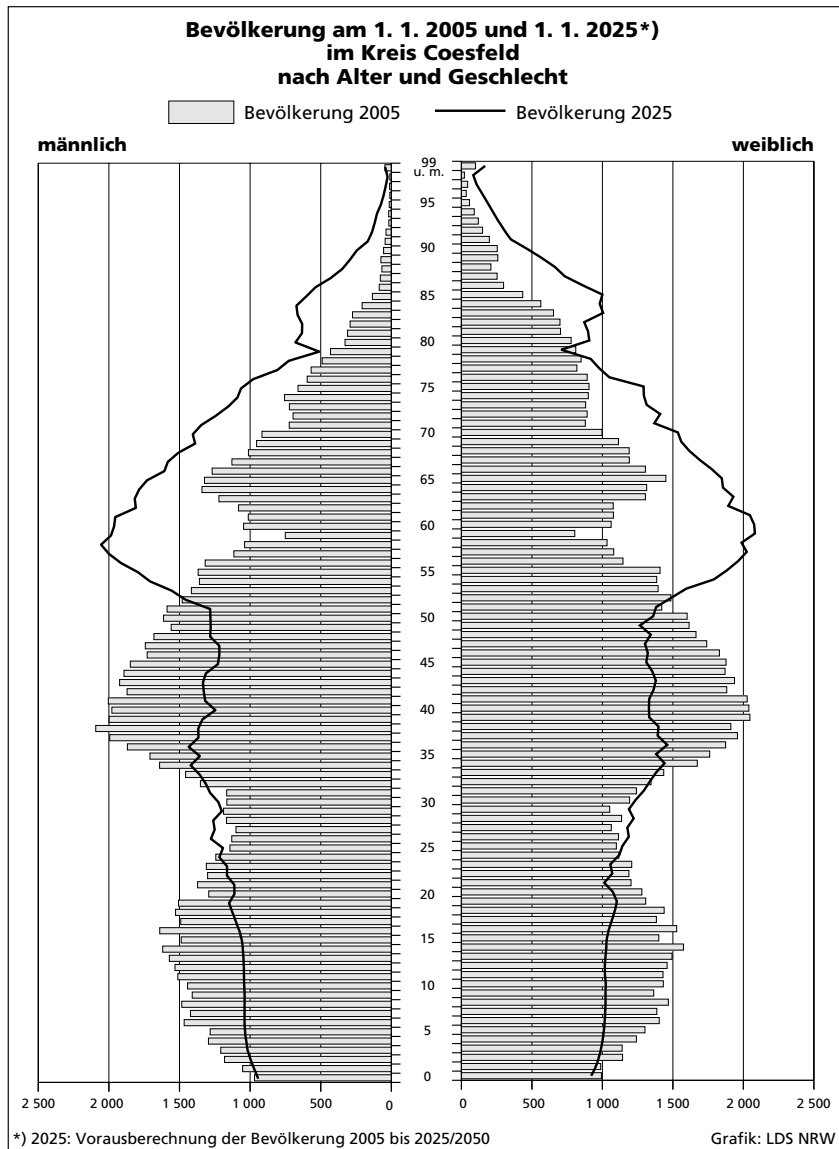 Bevölkerung am 1. 1. 2005 und 1. 1. 2025*)
im Kreis Coesfeld
nach Alter und Geschlecht
Bevölkerung 2005
Bevölkerung 2025
männlich
weiblich
99
u. m.
95
90
85
80
75
70
65
60
55
50
45
40
35
30
25
20
15
10
5
0
2 500 2 000 1 500 1 000 500 0
0 500 1 000 1 500 2 000 2 500
*) 2025: Vorausberechnung der Bevölkerung 2005 bis 2025/2050
Grafik: LDS NRW